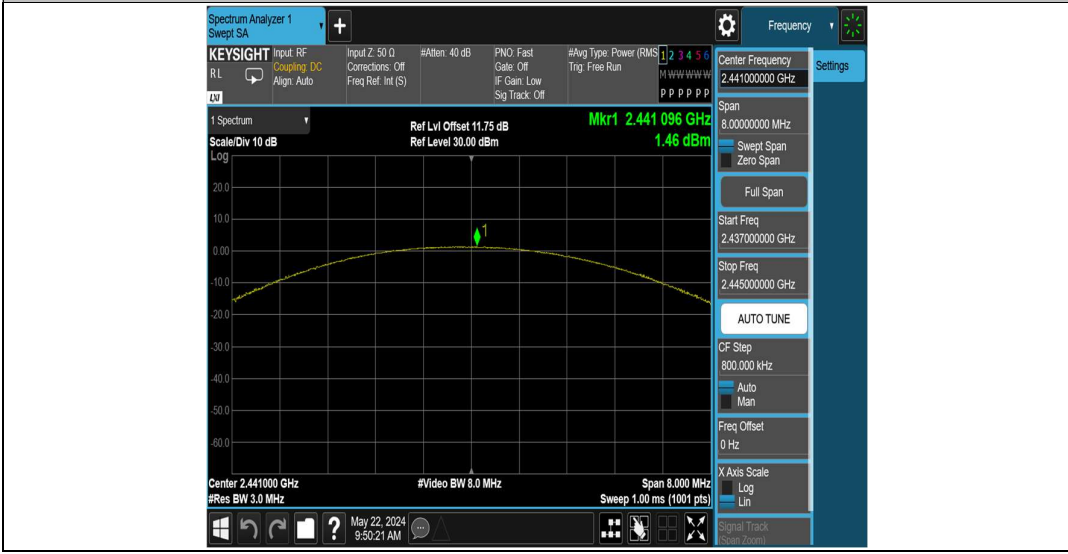 Spectrum Analyzer 1
Swept SA
+
Frequency
KEYSIGHT
RL
LXI
Input: RF
Coupling: DC
Align: Auto
Input Z: 50 Ω
Corrections: Off
Freq Ref: Int (S)
#Atten: 40 dB
PNO: Fast
Gate: Off
IF Gain: Low
Sig Track: Off
#Avg Type: Power (RMS
Trig: Free Run
1 2 3 4 5 6
M W W W W W
P P P P P P
1 Spectrum
Scale/Div 10 dB
Ref Lvl Offset 11.75 dB
Ref Level 30.00 dBm
Mkr1 2.441 096 GHz
1.46 dBm
Log
20.0
10.0
0.00
-10.0
-20.0
-30.0
-40.0
-50.0
-60.0
1
Center 2.441000 GHz
#Res BW 3.0 MHz
#Video BW 8.0 MHz
Span 8.000 MHz
Sweep 1.00 ms (1001 pts)
?
May 22, 2024
9:50:21 AM
Center Frequency
2.441000000 GHz
Span
8.00000000 MHz
Swept Span
Zero Span
Full Span
Start Freq
2.437000000 GHz
Stop Freq
2.445000000 GHz
AUTO TUNE
CF Step
800.000 kHz
Auto
Man
Freq Offset
0 Hz
X Axis Scale
Log
Lin
Signal Track
(Span Zoom)
Settings